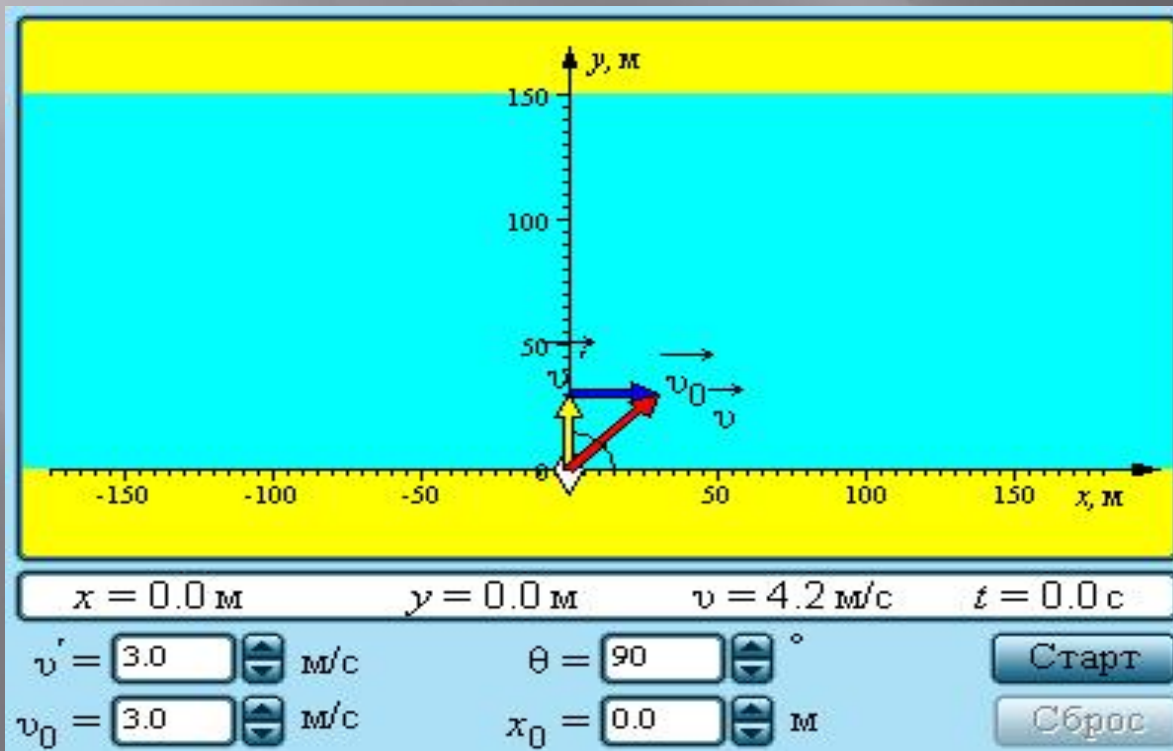 y, м
150
100
50
υ′
υ₀
υ
0
-150 -100 -50 50 100 150 x, м
x = 0.0 м y = 0.0 м υ = 4.2 м/с t = 0.0 с
υ′ = 3.0 м/с θ = 90 ° Старт
υ₀ = 3.0 м/с x₀ = 0.0 м Сброс